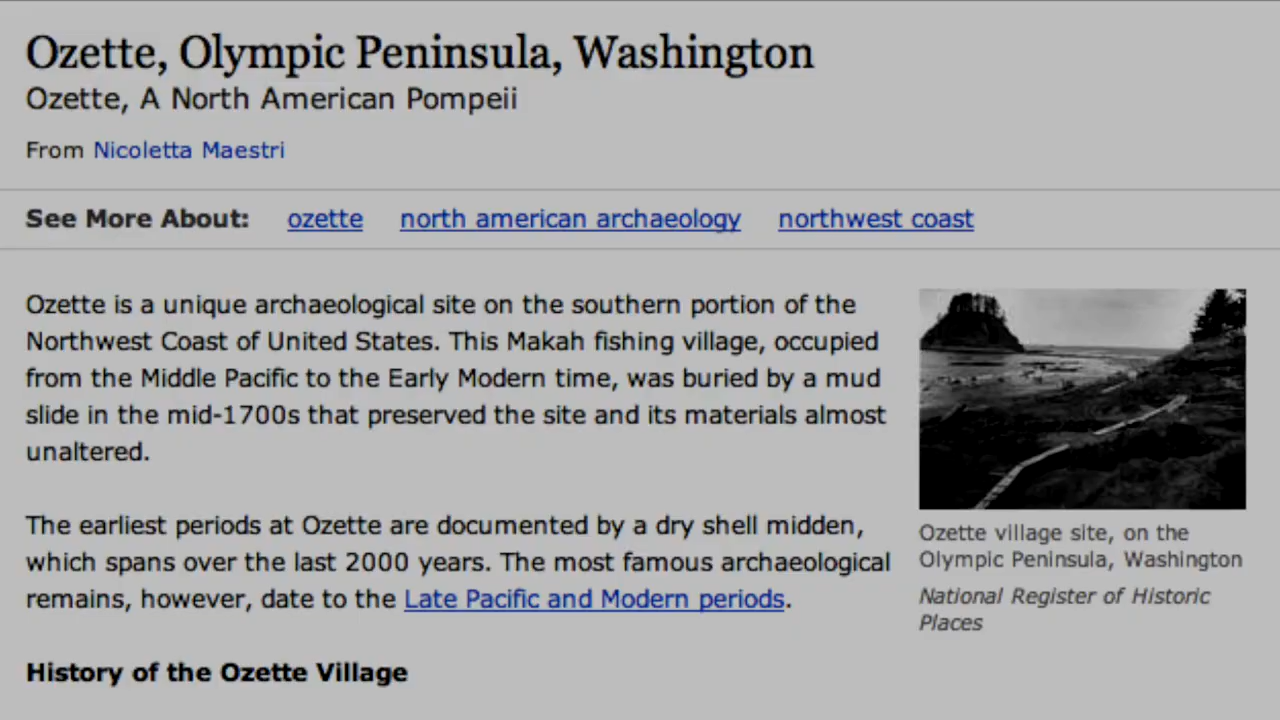 Ozette, Olympic Peninsula, Washington
Ozette, A North American Pompeii
From Nicoletta Maestri
See More About: ozette north american archaeology northwest coast
Ozette is a unique archaeological site on the southern portion of the
Northwest Coast of United States. This Makah fishing village, occupied
from the Middle Pacific to the Early Modern time, was buried by a mud
slide in the mid-1700s that preserved the site and its materials almost
unaltered.
The earliest periods at Ozette are documented by a dry shell midden,
which spans over the last 2000 years. The most famous archaeological
remains, however, date to the Late Pacific and Modern periods.
History of the Ozette Village
Ozette village site, on the
Olympic Peninsula, Washington
National Register of Historic
Places